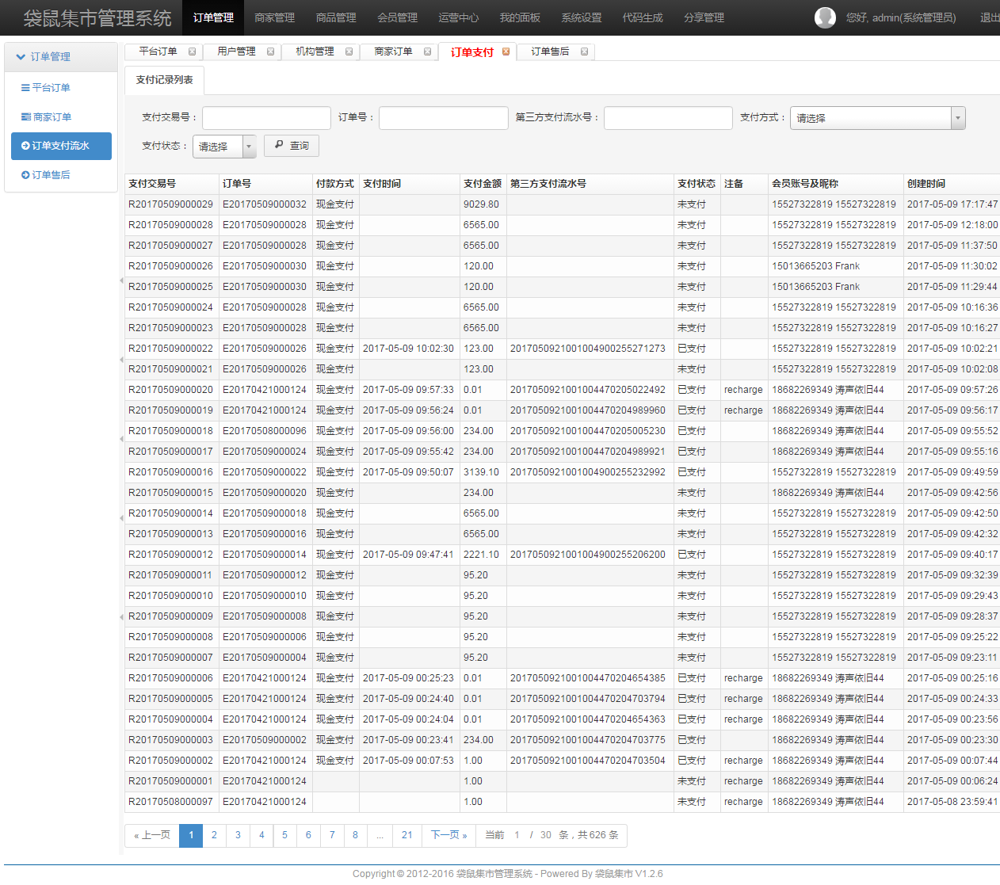 袋鼠集市管理系统 订单管理 商家管理 商品管理 会员管理 运营中心 我的面板 系统设置 代码生成 分享管理 您好, admin(系统管理员) 退出
订单管理
平台订单
商家订单
订单支付流水
订单售后
平台订单 用户管理 机构管理 商家订单 订单支付 订单售后
支付记录列表
支付交易号： 订单号： 第三方支付流水号： 支付方式： 请选择
支付状态： 请选择 查询
支付交易号 订单号 付款方式 支付时间 支付金额 第三方支付流水号 支付状态 注备 会员账号及昵称 创建时间
R20170509000029 E20170509000032 现金支付 9029.80 未支付 15527322819 15527322819 2017-05-09 17:17:47
R20170509000028 E20170509000028 现金支付 6565.00 未支付 15527322819 15527322819 2017-05-09 12:18:00
R20170509000027 E20170509000028 现金支付 6565.00 未支付 15527322819 15527322819 2017-05-09 11:37:50
R20170509000026 E20170509000030 现金支付 120.00 未支付 15013665203 Frank 2017-05-09 11:30:02
R20170509000025 E20170509000030 现金支付 120.00 未支付 15013665203 Frank 2017-05-09 11:29:44
R20170509000024 E20170509000028 现金支付 6565.00 未支付 15527322819 15527322819 2017-05-09 10:16:36
R20170509000023 E20170509000028 现金支付 6565.00 未支付 15527322819 15527322819 2017-05-09 10:16:27
R20170509000022 E20170509000026 现金支付 2017-05-09 10:02:30 123.00 2017050921001004900255271273 已支付 15527322819 15527322819 2017-05-09 10:02:21
R20170509000021 E20170509000026 现金支付 123.00 未支付 15527322819 15527322819 2017-05-09 10:02:08
R20170509000020 E20170421000124 现金支付 2017-05-09 09:57:33 0.01 2017050921001004470205022492 已支付 recharge 18682269349 涛声依旧44 2017-05-09 09:57:26
R20170509000019 E20170421000124 现金支付 2017-05-09 09:56:24 0.01 2017050921001004470204989960 已支付 recharge 18682269349 涛声依旧44 2017-05-09 09:56:17
R20170509000018 E20170508000096 现金支付 2017-05-09 09:56:00 234.00 2017050921001004470205005230 已支付 18682269349 涛声依旧44 2017-05-09 09:55:52
R20170509000017 E20170509000024 现金支付 2017-05-09 09:55:42 234.00 2017050921001004470204989921 已支付 18682269349 涛声依旧44 2017-05-09 09:55:16
R20170509000016 E20170509000022 现金支付 2017-05-09 09:50:07 3139.10 2017050921001004900255232992 已支付 15527322819 15527322819 2017-05-09 09:49:59
R20170509000015 E20170509000020 现金支付 234.00 未支付 18682269349 涛声依旧44 2017-05-09 09:42:56
R20170509000014 E20170509000018 现金支付 6565.00 未支付 15527322819 15527322819 2017-05-09 09:42:50
R20170509000013 E20170509000016 现金支付 6565.00 未支付 15527322819 15527322819 2017-05-09 09:42:32
R20170509000012 E20170509000014 现金支付 2017-05-09 09:47:41 2221.10 2017050921001004900255206200 已支付 15527322819 15527322819 2017-05-09 09:40:17
R20170509000011 E20170509000012 现金支付 95.20 未支付 15527322819 15527322819 2017-05-09 09:32:39
R20170509000010 E20170509000010 现金支付 95.20 未支付 15527322819 15527322819 2017-05-09 09:29:43
R20170509000009 E20170509000008 现金支付 95.20 未支付 15527322819 15527322819 2017-05-09 09:28:37
R20170509000008 E20170509000006 现金支付 95.20 未支付 15527322819 15527322819 2017-05-09 09:25:22
R20170509000007 E20170509000004 现金支付 95.20 未支付 15527322819 15527322819 2017-05-09 09:23:11
R20170509000006 E20170421000124 现金支付 2017-05-09 00:25:23 0.01 2017050921001004470204654385 已支付 recharge 18682269349 涛声依旧44 2017-05-09 00:25:16
R20170509000005 E20170421000124 现金支付 2017-05-09 00:24:40 0.01 2017050921001004470204703794 已支付 recharge 18682269349 涛声依旧44 2017-05-09 00:24:33
R20170509000004 E20170421000124 现金支付 2017-05-09 00:24:04 0.01 2017050921001004470204654363 已支付 recharge 18682269349 涛声依旧44 2017-05-09 00:23:56
R20170509000003 E20170509000002 现金支付 2017-05-09 00:23:41 234.00 2017050921001004470204703775 已支付 18682269349 涛声依旧44 2017-05-09 00:23:30
R20170509000002 E20170421000124 现金支付 2017-05-09 00:07:53 1.00 2017050921001004470204703504 已支付 recharge 18682269349 涛声依旧44 2017-05-09 00:07:44
R20170509000001 E20170421000124 1.00 未支付 recharge 18682269349 涛声依旧44 2017-05-09 00:06:24
R20170508000097 E20170421000124 1.00 未支付 recharge 18682269349 涛声依旧44 2017-05-08 23:59:41
« 上一页 1 2 3 4 5 6 7 8 ... 21 下一页 » 当前 1 / 30 条，共 626 条
Copyright © 2012-2016 袋鼠集市管理系统 - Powered By 袋鼠集市 V1.2.6